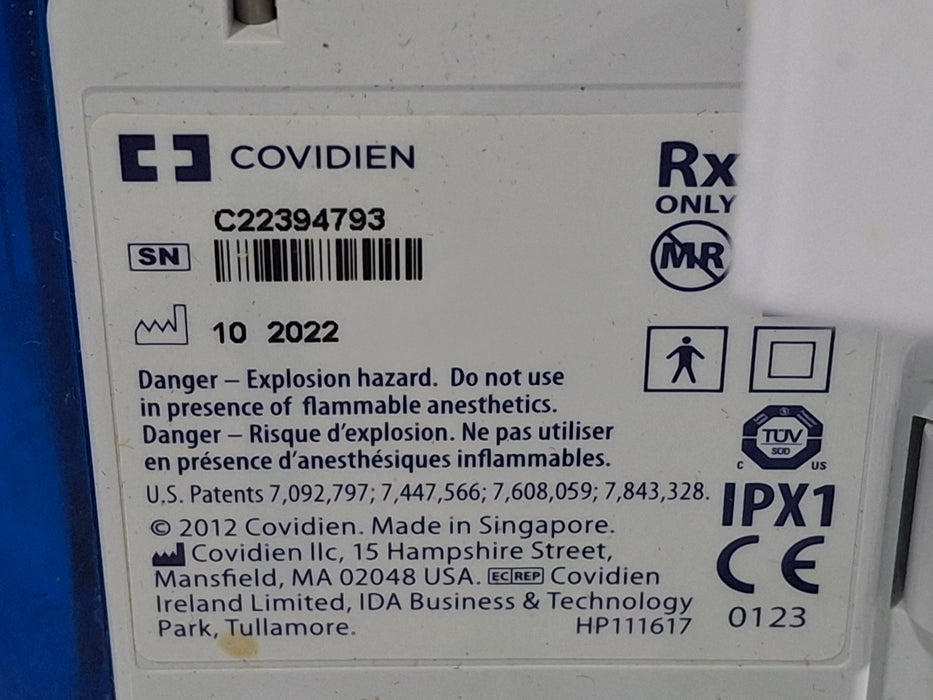 COVIDIEN
Rx
ONLY
C22394793
SN
MR
10 2022
Danger – Explosion hazard. Do not use
in presence of flammable anesthetics.
Danger – Risque d'explosion. Ne pas utiliser
en présence d'anesthésiques inflammables.
TÜV
SÜD
C US
U.S. Patents 7,092,797; 7,447,566; 7,608,059; 7,843,328.
IPX1
© 2012 Covidien. Made in Singapore.
Covidien llc, 15 Hampshire Street,
Mansfield, MA 02048 USA. EC REP Covidien
Ireland Limited, IDA Business & Technology
Park, Tullamore.
HP111617
CE
0123